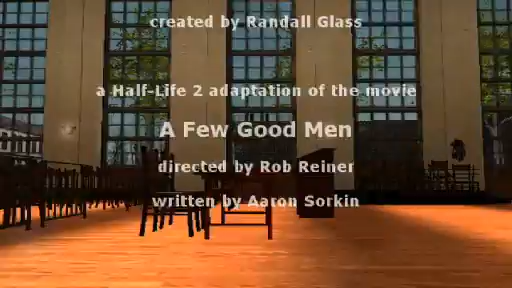 created by Randall Glass
a Half-Life 2 adaptation of the movie
A Few Good Men
directed by Rob Reiner
written by Aaron Sorkin